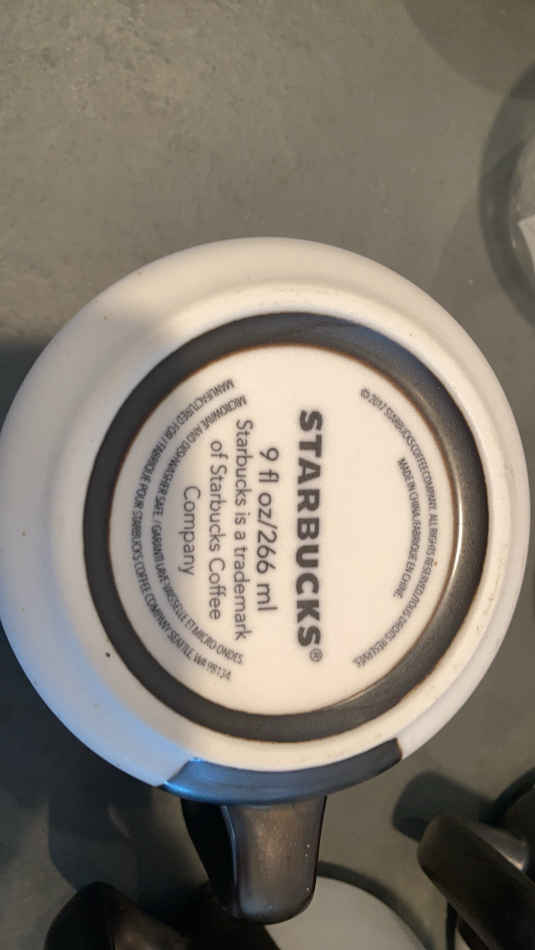 © 2017 STARBUCKS COFFEE COMPANY. ALL RIGHTS RESERVED./TOUS DROITS RÉSERVÉS.
MADE IN CHINA./FABRIQUÉ EN CHINE.
STARBUCKS®
9 fl oz/266 ml
Starbucks is a trademark
of Starbucks Coffee
Company
MICROWAVE AND DISHWASHER SAFE. / GARANTI LAVE-VAISSELLE ET MICRO-ONDES.
MANUFACTURED FOR / FABRIQUÉ POUR STARBUCKS COFFEE COMPANY SEATTLE, WA 98134